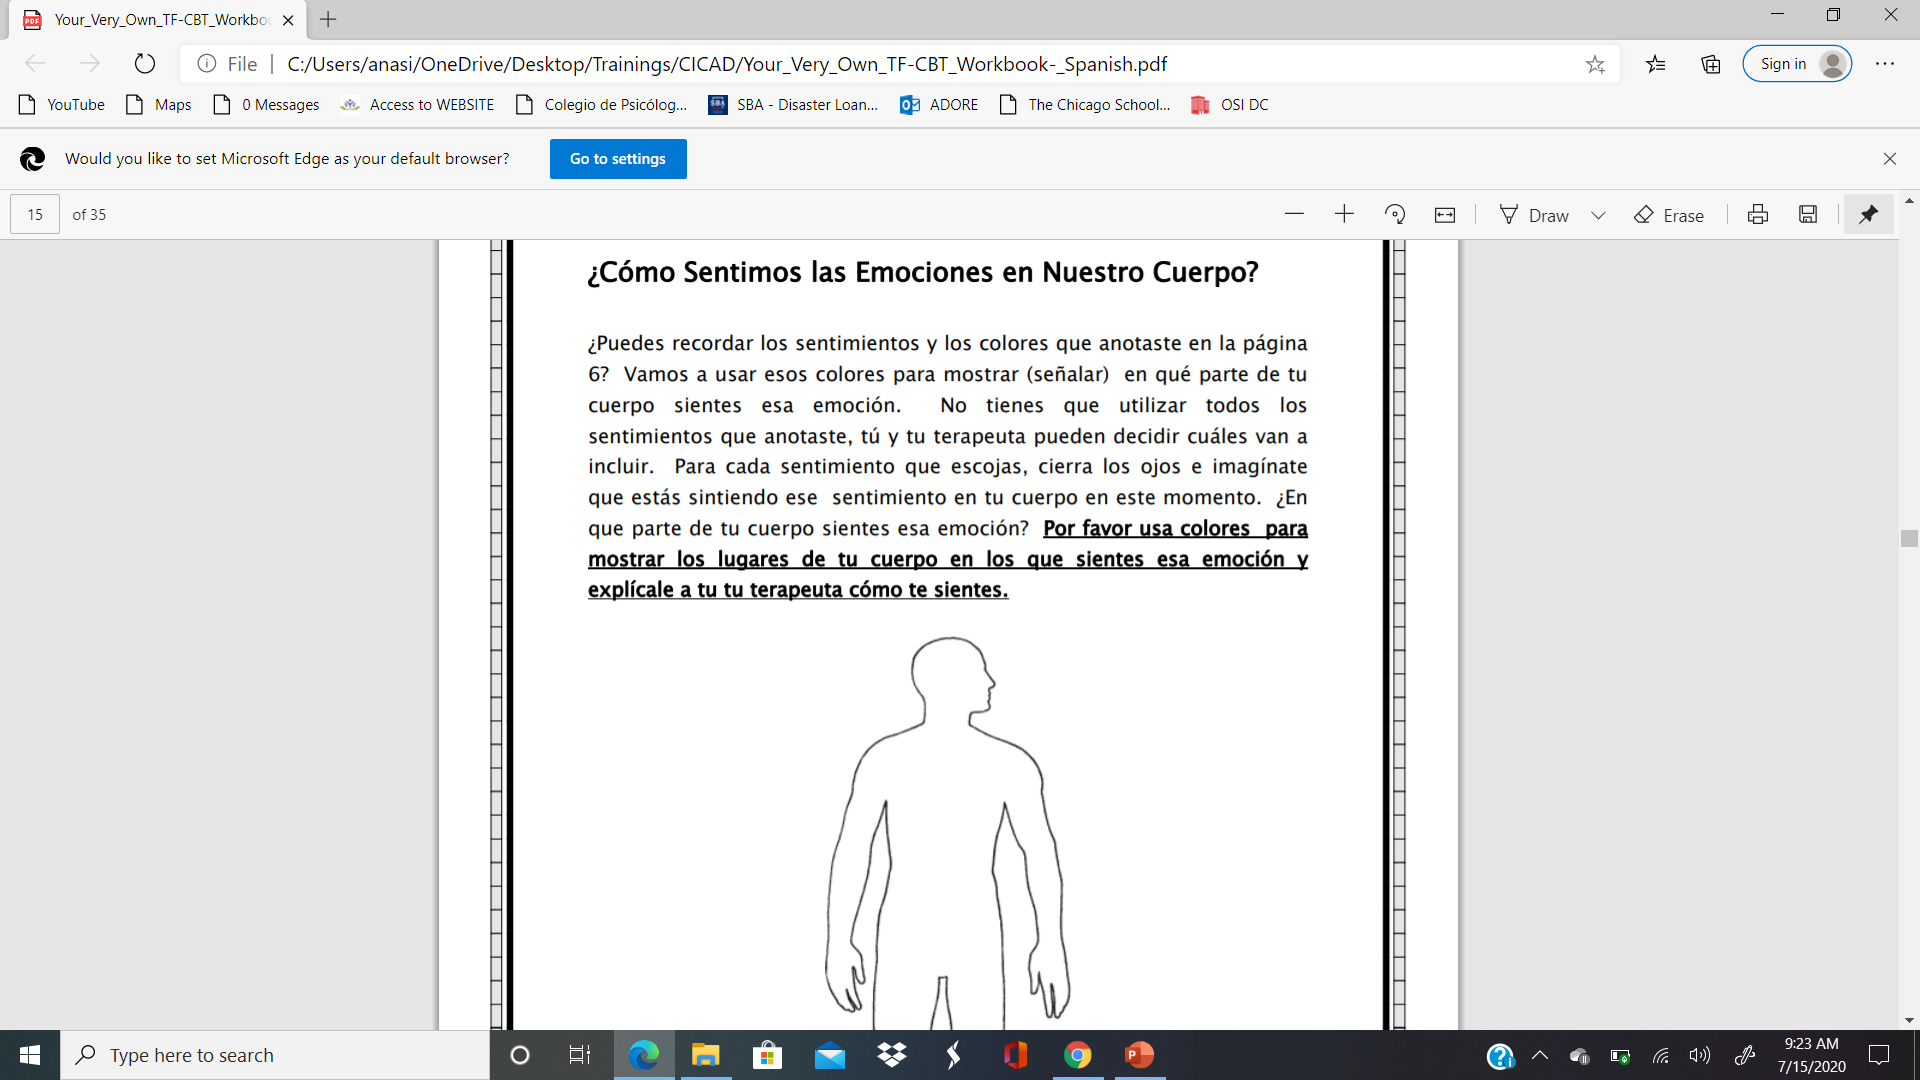 Your_Very_Own_TF-CBT_Workboo
File C:/Users/anasi/OneDrive/Desktop/Trainings/CICAD/Your_Very_Own_TF-CBT_Workbook-_Spanish.pdf
Sign in
YouTube Maps 0 Messages Access to WEBSITE Colegio de Psicólog... SBA - Disaster Loan... ADORE The Chicago School... OSI DC
Would you like to set Microsoft Edge as your default browser? Go to settings
15 of 35 Draw Erase
¿Cómo Sentimos las Emociones en Nuestro Cuerpo?
¿Puedes recordar los sentimientos y los colores que anotaste en la página
6? Vamos a usar esos colores para mostrar (señalar) en qué parte de tu
cuerpo sientes esa emoción. No tienes que utilizar todos los
sentimientos que anotaste, tú y tu terapeuta pueden decidir cuáles van a
incluir. Para cada sentimiento que escojas, cierra los ojos e imagínate
que estás sintiendo ese sentimiento en tu cuerpo en este momento. ¿En
que parte de tu cuerpo sientes esa emoción? Por favor usa colores para
mostrar los lugares de tu cuerpo en los que sientes esa emoción y
explícale a tu tu terapeuta cómo te sientes.
Type here to search
9:23 AM
7/15/2020